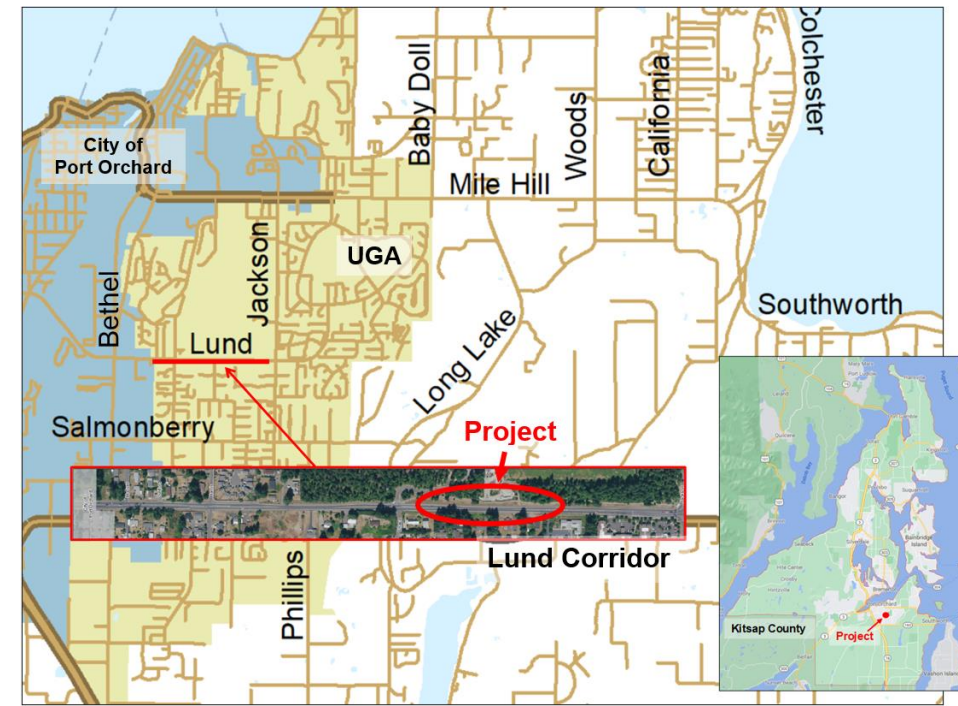 Colchester
Baby Doll
Woods
California
City of
Port Orchard
Mile Hill
Jackson
UGA
Bethel
Southworth
Lund
Long Lake
Salmonberry
Project
Lund Corridor
Phillips
Kitsap County
Project